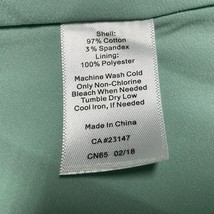 Shell:
97% Cotton
3% Spandex
Lining:
100% Polyester
Machine Wash Cold
Only Non-Chlorine
Bleach When Needed
Tumble Dry Low
Cool Iron, If Needed
Made In China
CA#23147
CN65 02/18